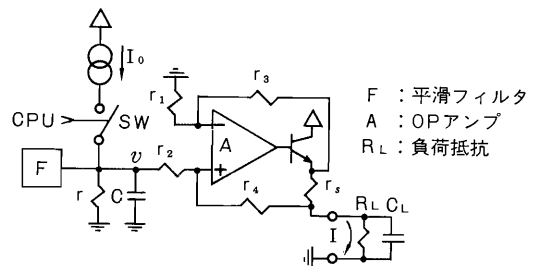 I₀
CPU
SW
F
v
r
C
r₁
r₂
r₃
r₄
A
rₛ
I
R_L
C_L
F：平滑フィルタ
A：OPアンプ
R_L：負荷抵抗